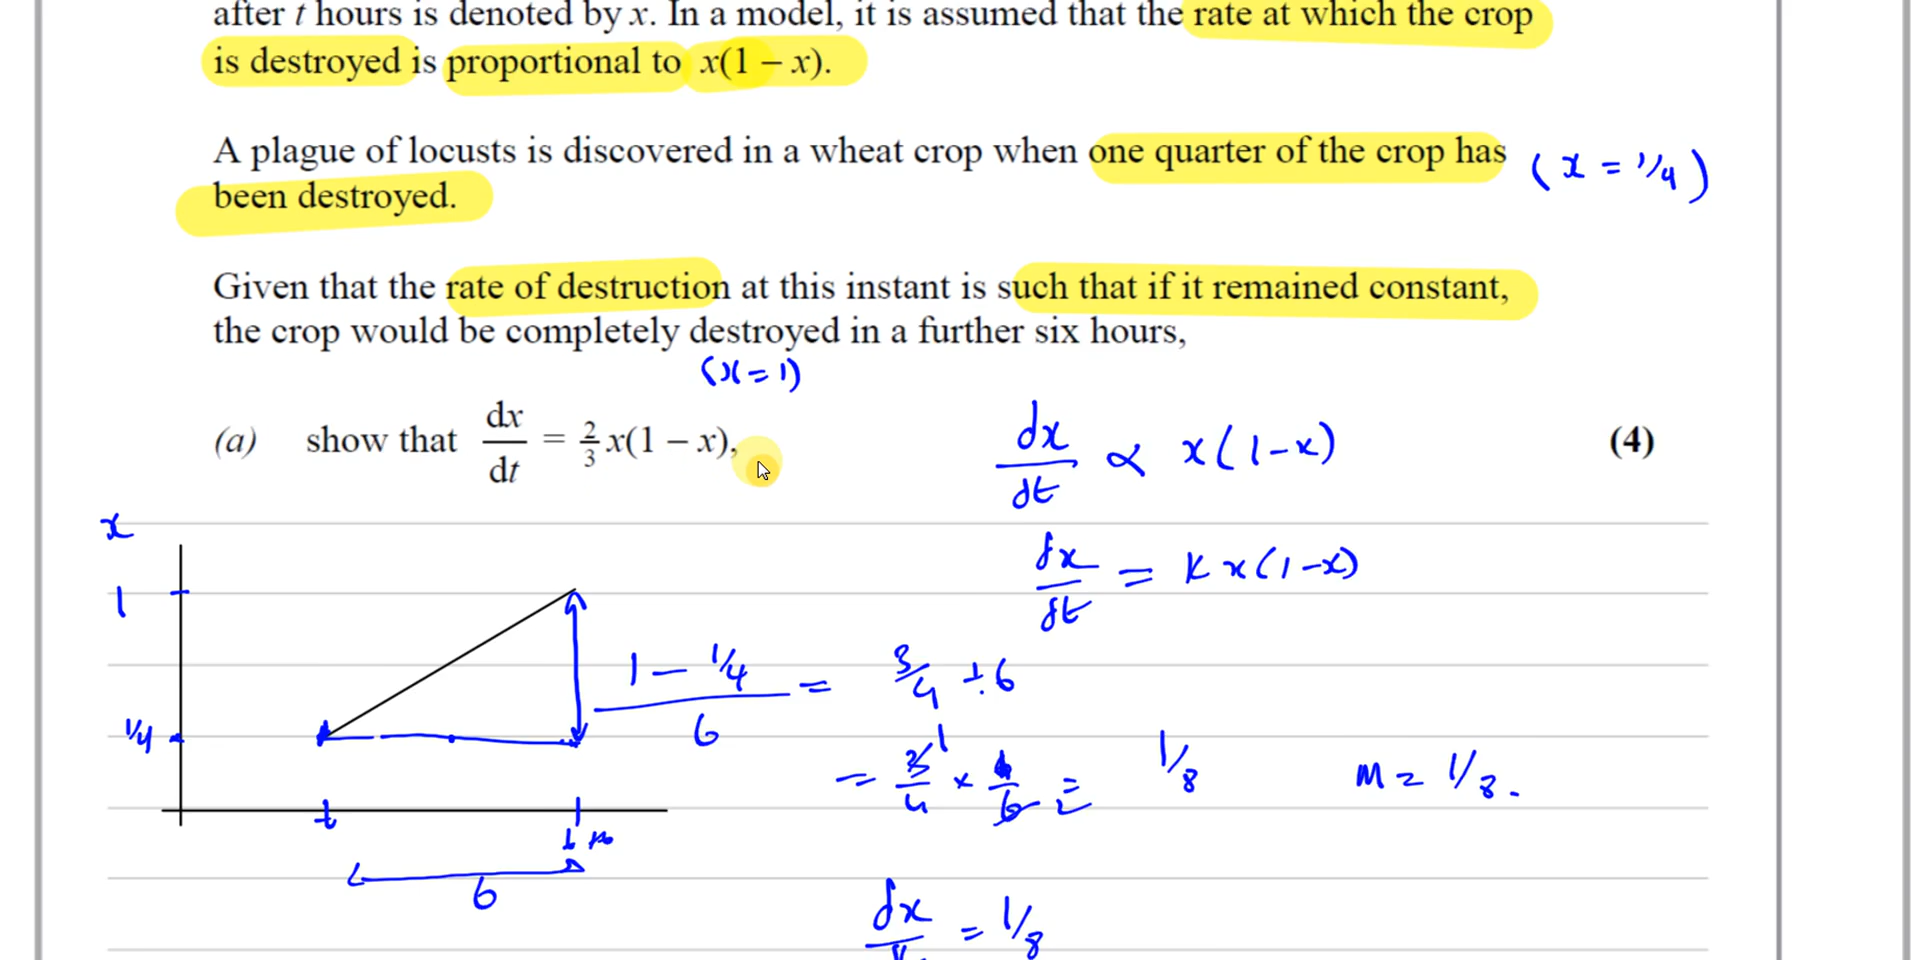 after t hours is denoted by x. In a model, it is assumed that the rate at which the crop
is destroyed is proportional to x(1 – x).
A plague of locusts is discovered in a wheat crop when one quarter of the crop has
(x = 1/4)
been destroyed.
Given that the rate of destruction at this instant is such that if it remained constant,
the crop would be completely destroyed in a further six hours,
(x = 1)
(a) show that dx/dt = 2/3 x(1 – x), (4)
dx/dt ∝ x(1-x)
x
dx/dt = k x(1-x)
1
1 - 1/4 / 6 = 3/4 ÷ 6
1/4
= 3/4 × 1/6 = 1/8
m = 1/8.
t
6
dx = 1/8